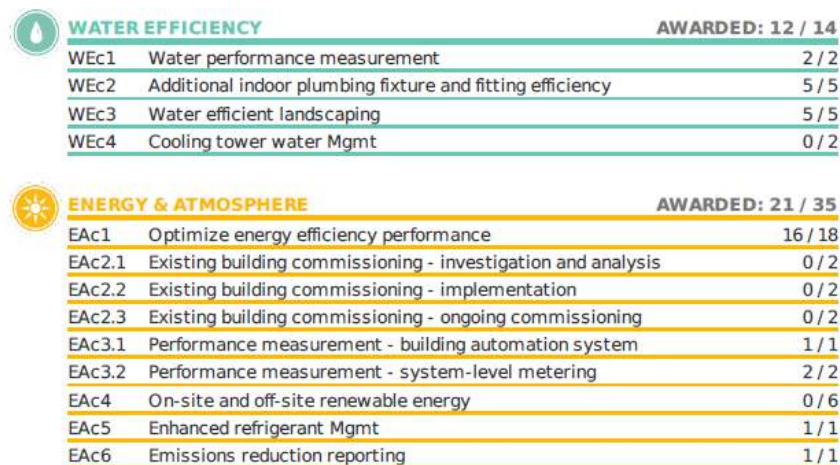 WATER EFFICIENCY AWARDED: 12 / 14
WEc1 Water performance measurement 2 / 2
WEc2 Additional indoor plumbing fixture and fitting efficiency 5 / 5
WEc3 Water efficient landscaping 5 / 5
WEc4 Cooling tower water Mgmt 0 / 2
ENERGY & ATMOSPHERE AWARDED: 21 / 35
EAc1 Optimize energy efficiency performance 16 / 18
EAc2.1 Existing building commissioning - investigation and analysis 0 / 2
EAc2.2 Existing building commissioning - implementation 0 / 2
EAc2.3 Existing building commissioning - ongoing commissioning 0 / 2
EAc3.1 Performance measurement - building automation system 1 / 1
EAc3.2 Performance measurement - system-level metering 2 / 2
EAc4 On-site and off-site renewable energy 0 / 6
EAc5 Enhanced refrigerant Mgmt 1 / 1
EAc6 Emissions reduction reporting 1 / 1